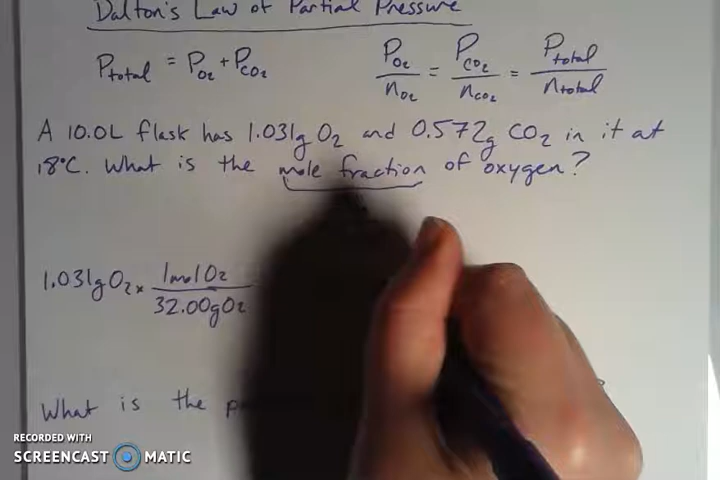 Dalton's Law of Partial Pressure
Ptotal = PO2 + PCO2
PO2/nO2 = PCO2/nCO2 = Ptotal/ntotal
A 10.0L flask has 1.031g O2 and 0.572g CO2 in it at
18°C. What is the mole fraction of oxygen?
1.031g O2 × 1mol O2/32.00g O2
What is the
RECORDED WITH
SCREENCAST MATIC